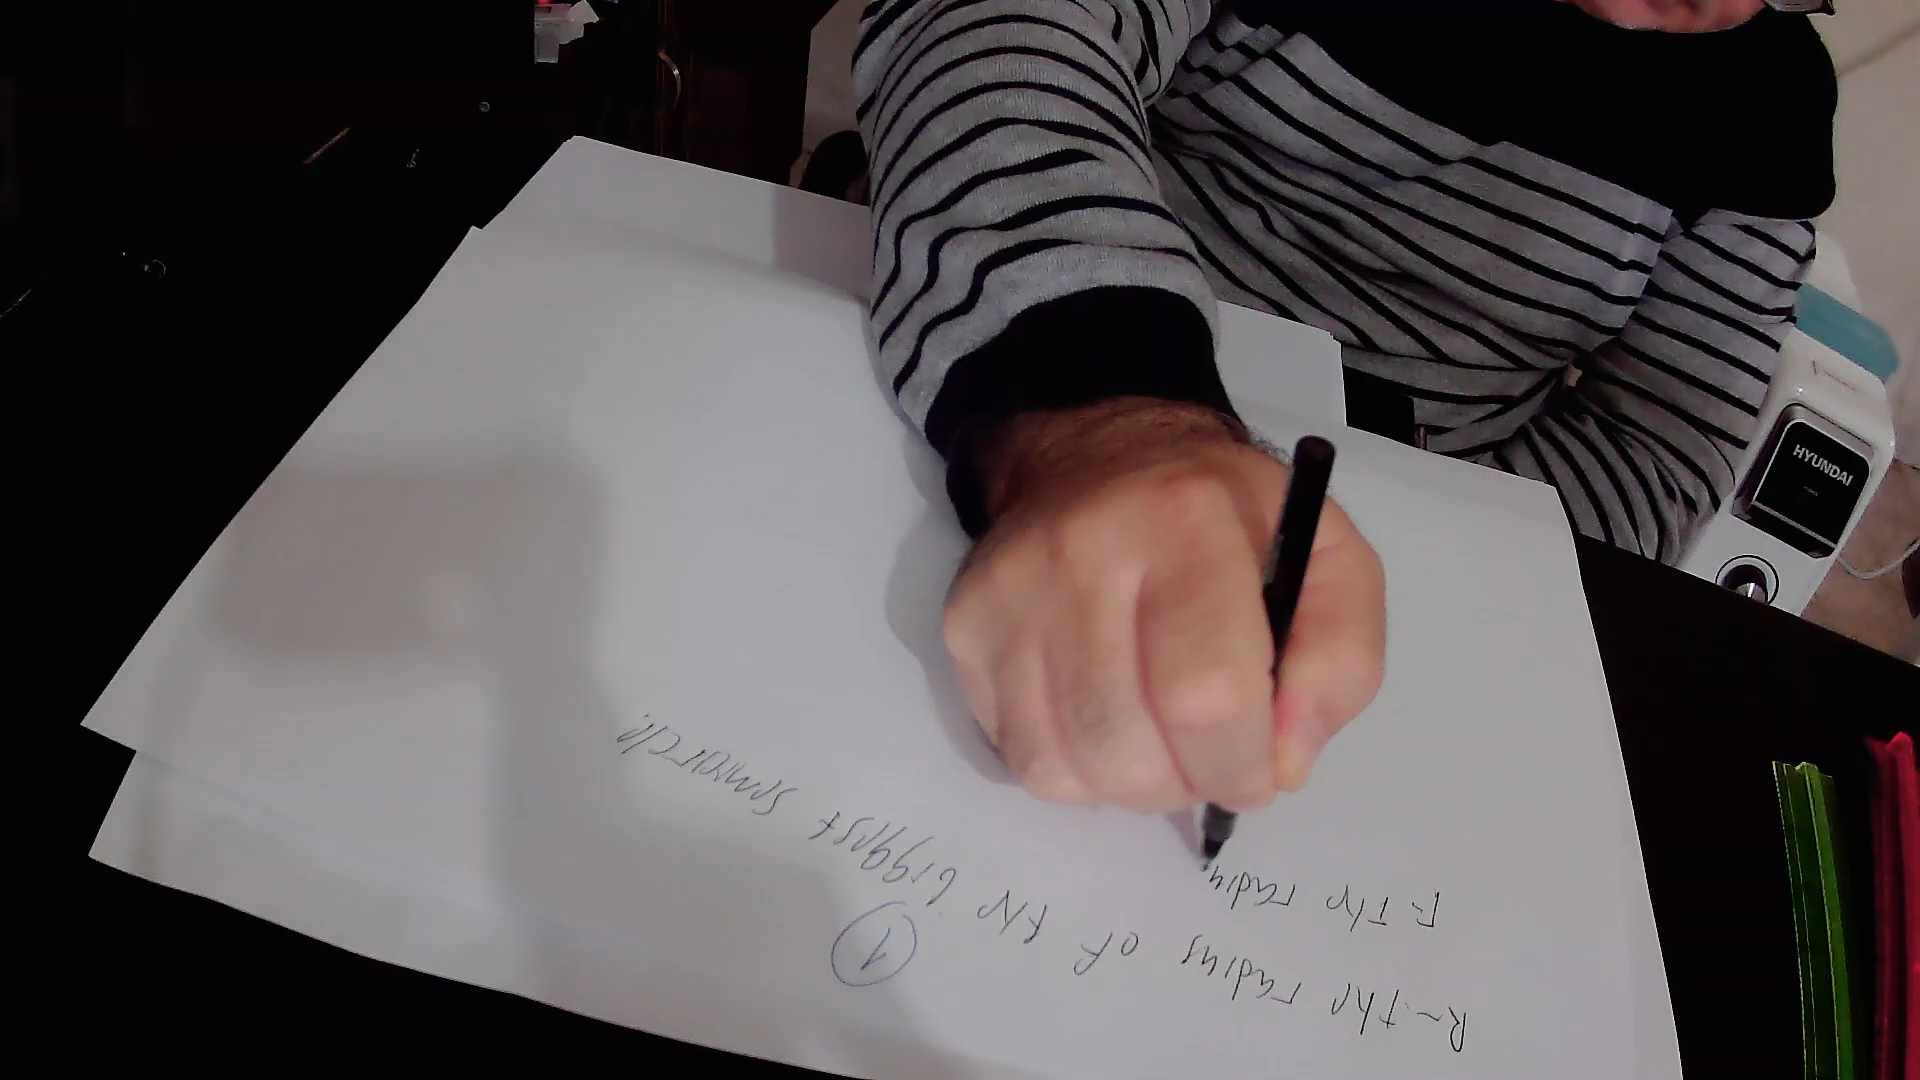 1
R- the radius of the biggest semicircle.
r- the radiu
HYUNDAI